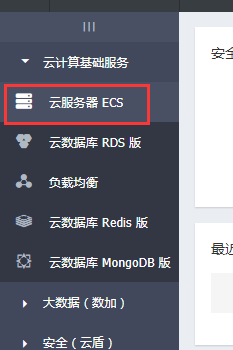 云计算基础服务
云服务器 ECS
云数据库 RDS 版
负载均衡
云数据库 Redis 版
云数据库 MongoDB 版
大数据（数加）
安全（云盾）
安全
最近